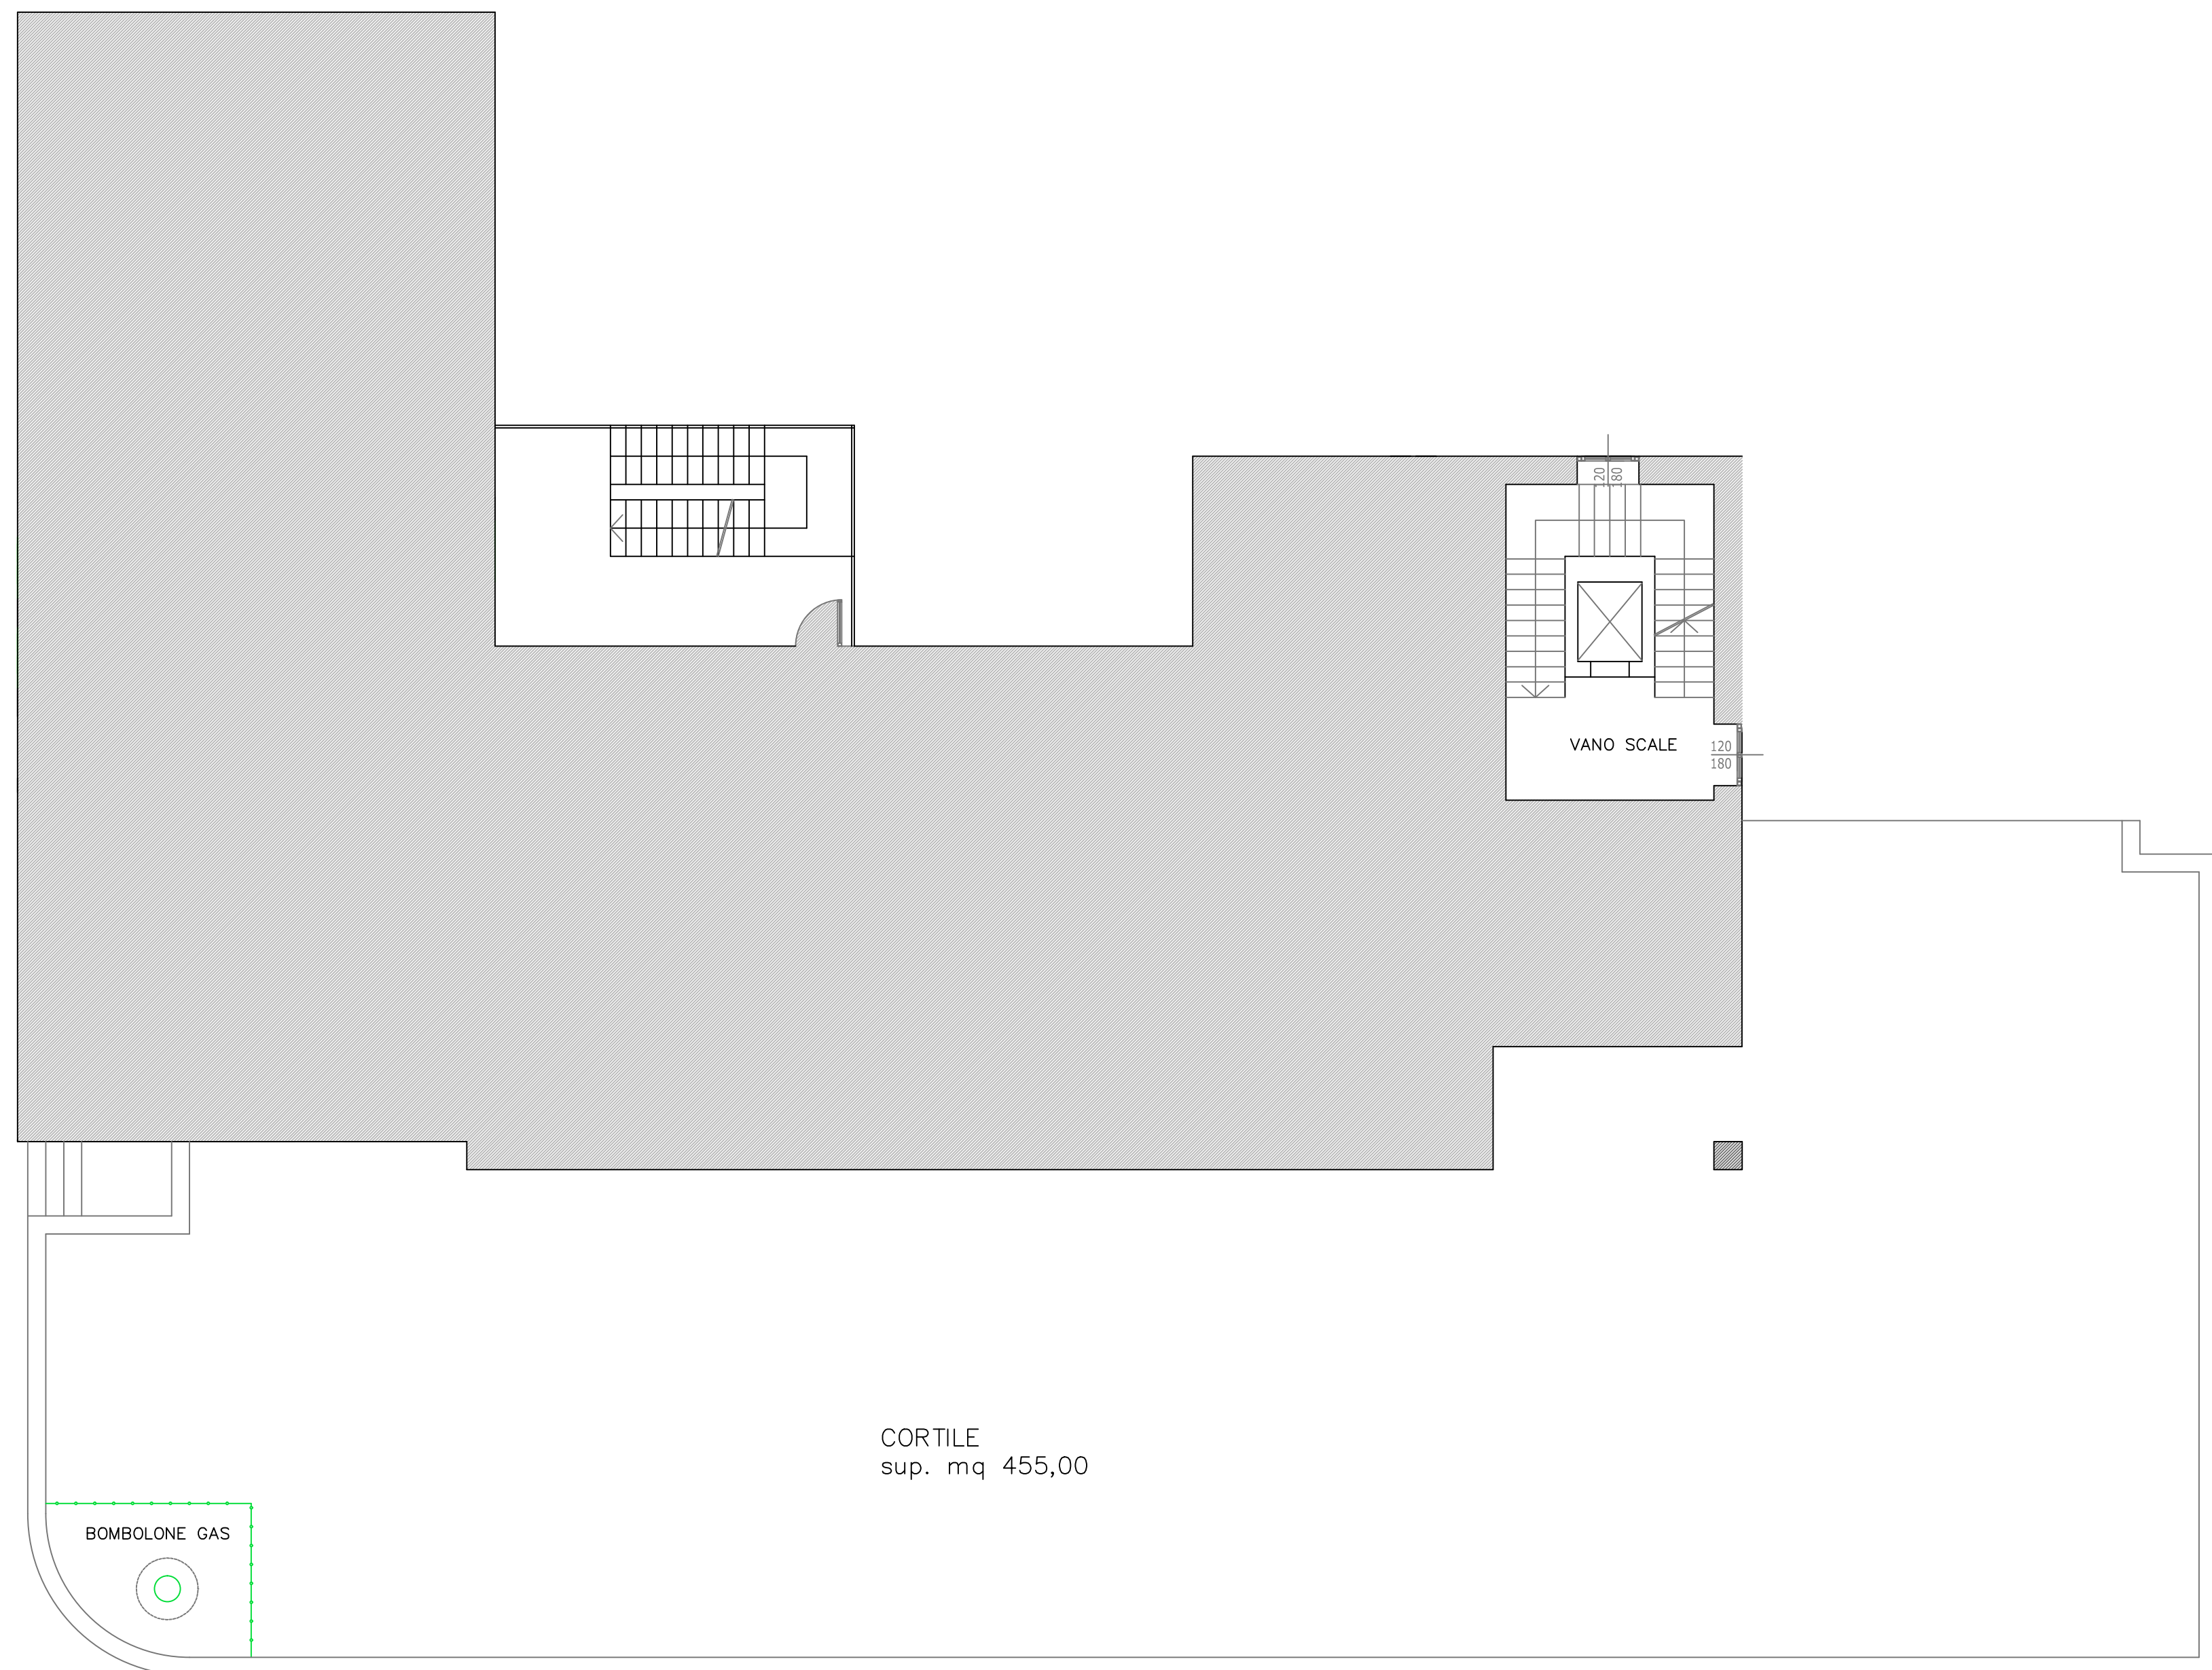 120
180
VANO SCALE
120
180
CORTILE
sup. mq 455,00
BOMBOLONE GAS